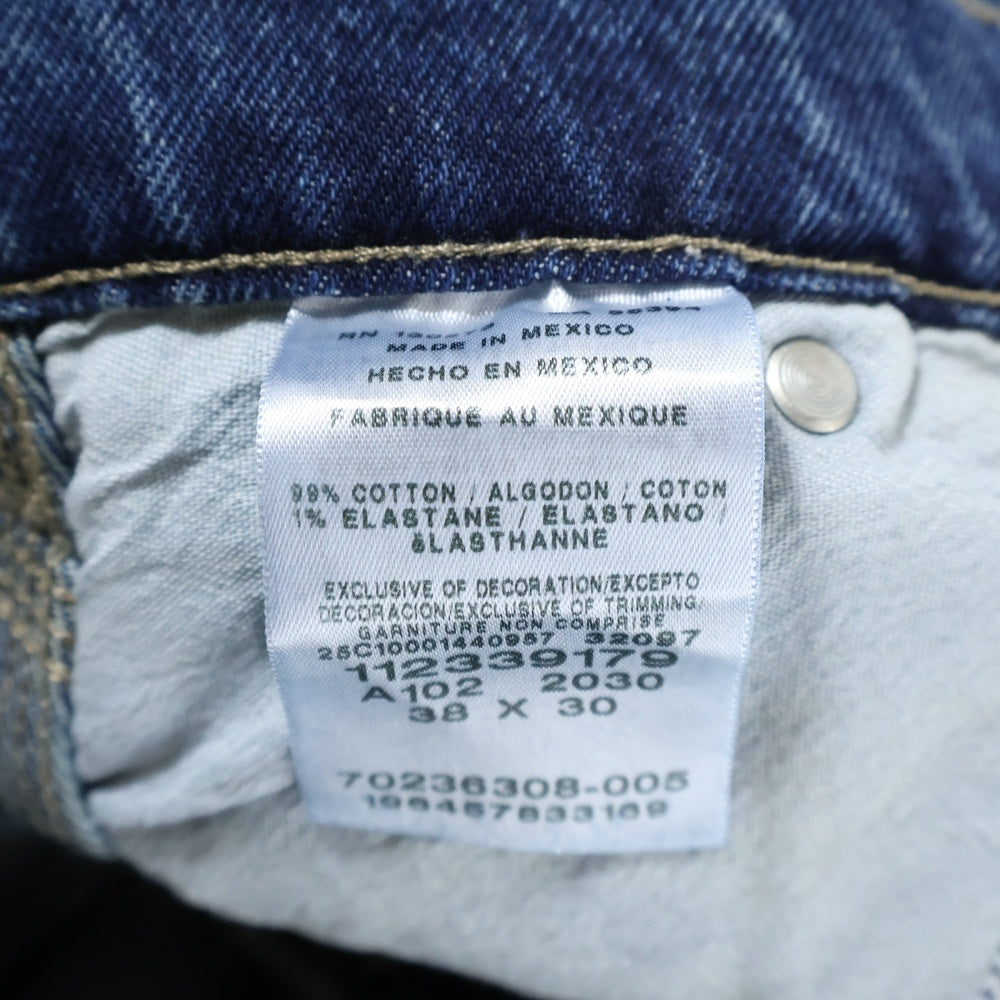 MADE IN MEXICO
HECHO EN MEXICO
FABRIQUE AU MEXIQUE
99% COTTON / ALGODON / COTON
1% ELASTANE / ELASTANO /
éLASTHANNE
EXCLUSIVE OF DECORATION/EXCEPTO
DECORACION/EXCLUSIVE OF TRIMMING/
GARNITURE NON COMPRISE
25C10001440957 32097
112339179
A102 2030
38 X 30
70236308-005
196457833169